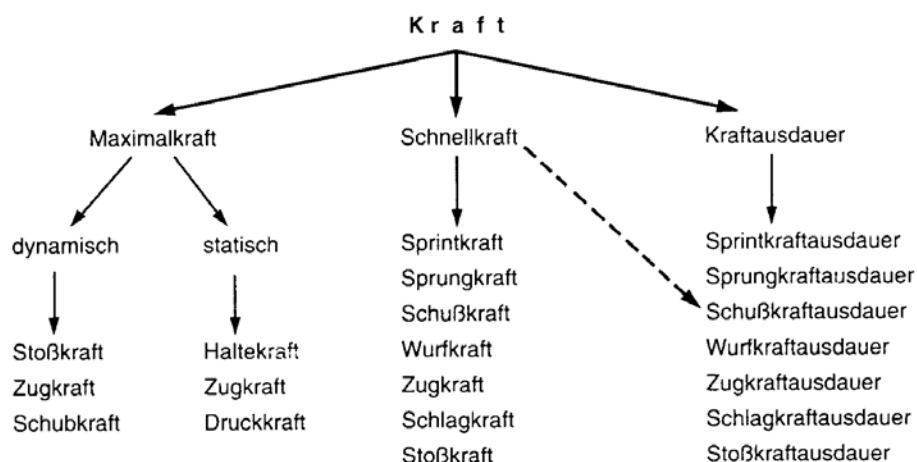 Kraft
Maximalkraft Schnellkraft Kraftausdauer
dynamisch statisch Sprintkraft Sprintkraftausdauer
Sprungkraft Sprungkraftausdauer
Schußkraft Schußkraftausdauer
Stoßkraft Haltekraft Wurfkraft Wurfkraftausdauer
Zugkraft Zugkraft Zugkraft Zugkraftausdauer
Schubkraft Druckkraft Schlagkraft Schlagkraftausdauer
Stoßkraft Stoßkraftausdauer